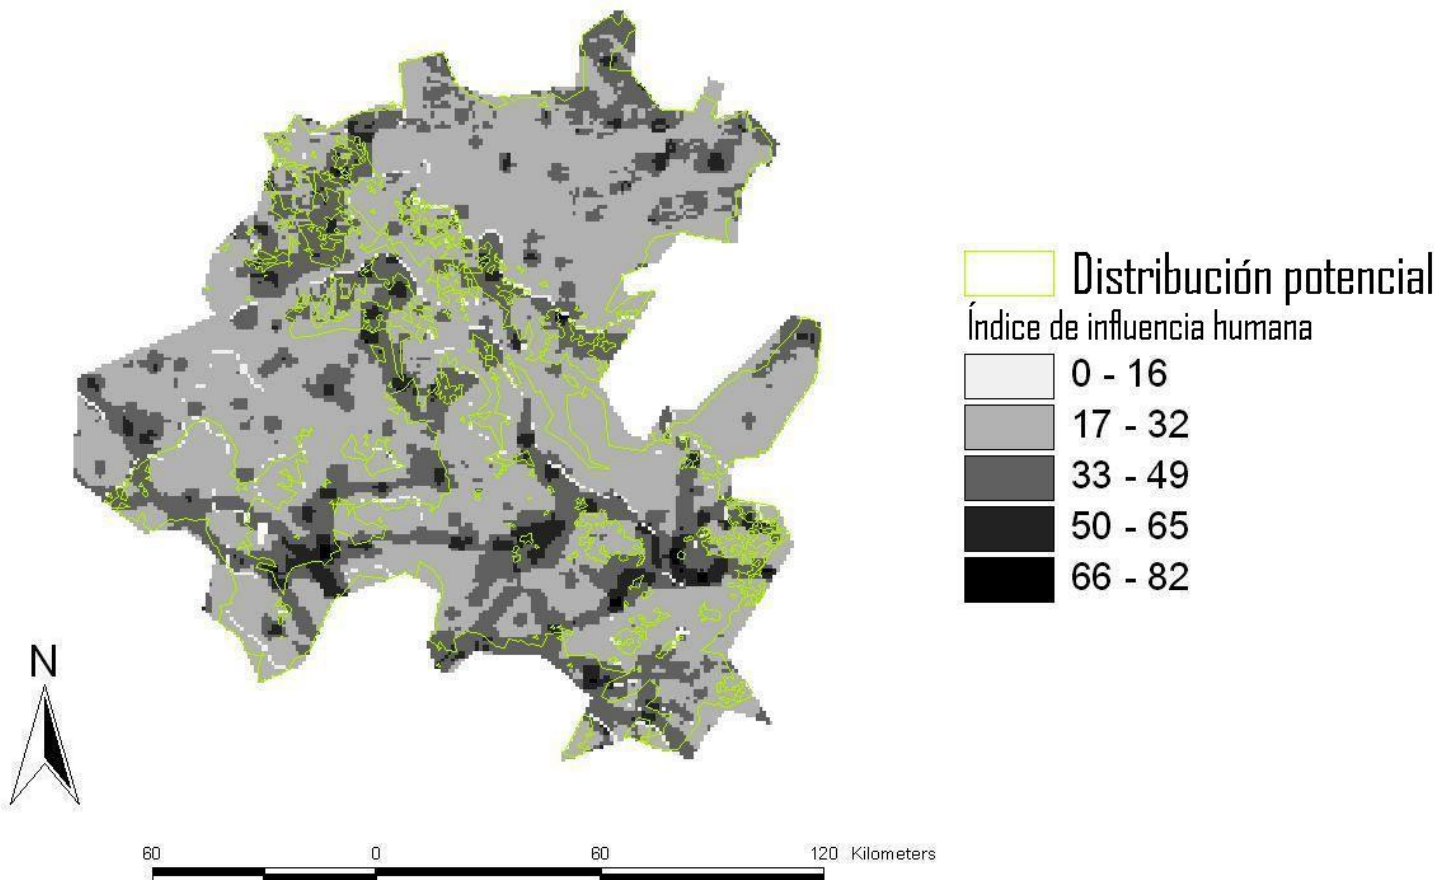 Distribución potencial
Índice de influencia humana
0 - 16
17 - 32
33 - 49
50 - 65
66 - 82
N
60 0 60 120 Kilometers